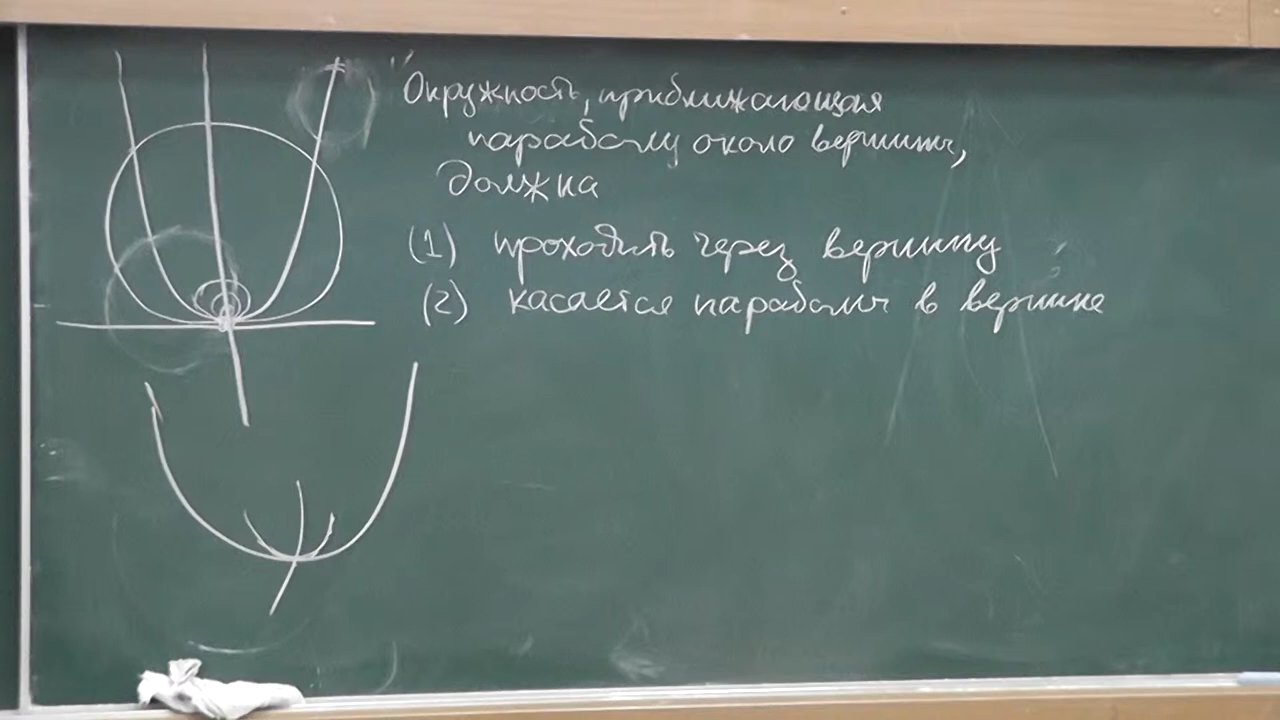 "Окружность, приближающая
параболу около вершины,
должна
(1) проходить через вершину
(2) касается параболы в вершине